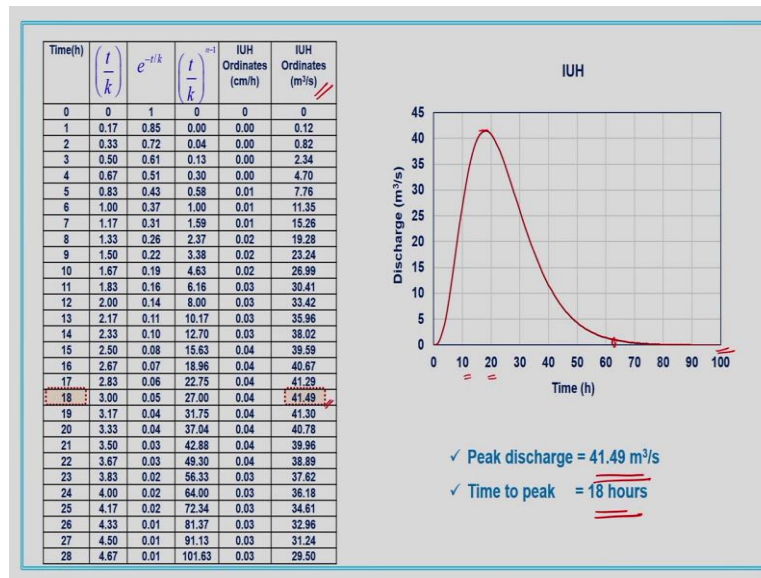 Time(h) (t/k) e^{-t/k} (t/k)^{n-1} IUH Ordinates (cm/h) IUH Ordinates (m³/s)
0 0 1 0 0 0
1 0.17 0.85 0.00 0.00 0.12
2 0.33 0.72 0.04 0.00 0.82
3 0.50 0.61 0.13 0.00 2.34
4 0.67 0.51 0.30 0.00 4.70
5 0.83 0.43 0.58 0.01 7.76
6 1.00 0.37 1.00 0.01 11.35
7 1.17 0.31 1.59 0.01 15.26
8 1.33 0.26 2.37 0.02 19.28
9 1.50 0.22 3.38 0.02 23.24
10 1.67 0.19 4.63 0.02 26.99
11 1.83 0.16 6.16 0.03 30.41
12 2.00 0.14 8.00 0.03 33.42
13 2.17 0.11 10.17 0.03 35.96
14 2.33 0.10 12.70 0.03 38.02
15 2.50 0.08 15.63 0.04 39.59
16 2.67 0.07 18.96 0.04 40.67
17 2.83 0.06 22.75 0.04 41.29
18 3.00 0.05 27.00 0.04 41.49
19 3.17 0.04 31.75 0.04 41.30
20 3.33 0.04 37.04 0.04 40.78
21 3.50 0.03 42.88 0.04 39.96
22 3.67 0.03 49.30 0.04 38.89
23 3.83 0.02 56.33 0.03 37.62
24 4.00 0.02 64.00 0.03 36.18
25 4.17 0.02 72.34 0.03 34.61
26 4.33 0.01 81.37 0.03 32.96
27 4.50 0.01 91.13 0.03 31.24
28 4.67 0.01 101.63 0.03 29.50
IUH
Discharge (m³/s)
45
40
35
30
25
20
15
10
5
0
0 10 20 30 40 50 60 70 80 90 100
Time (h)
✓ Peak discharge = 41.49 m³/s
✓ Time to peak = 18 hours